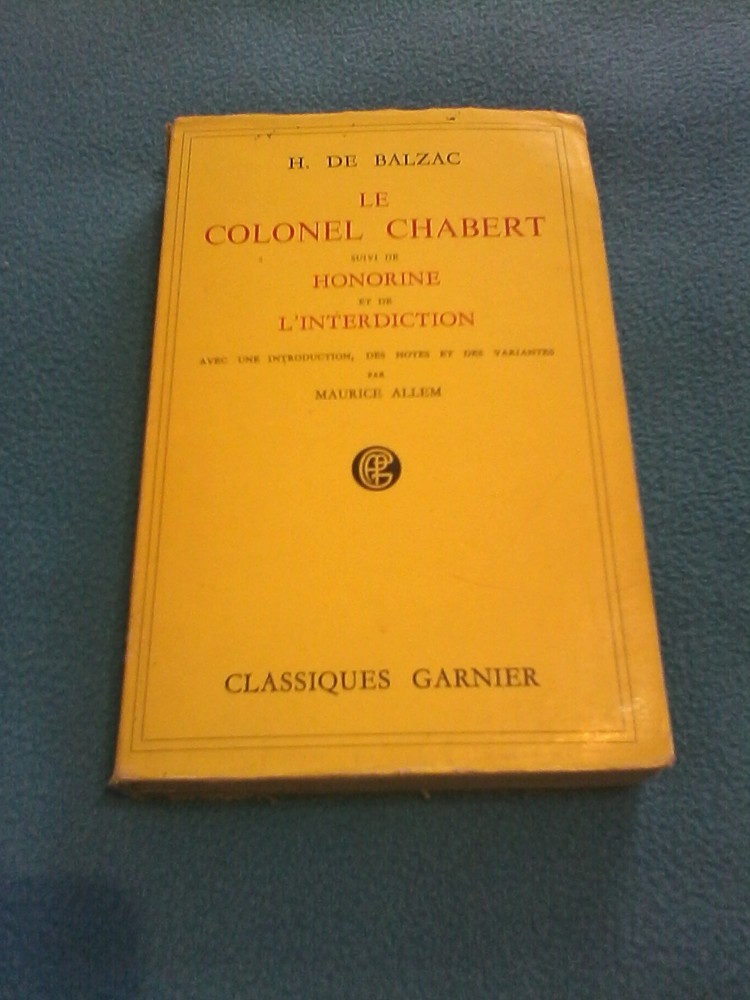 H. DE BALZAC
LE
COLONEL CHABERT
SUIVI DE
HONORINE
ET DE
L'INTERDICTION
AVEC UNE INTRODUCTION, DES NOTES ET DES VARIANTES
PAR
MAURICE ALLEM
CLASSIQUES GARNIER